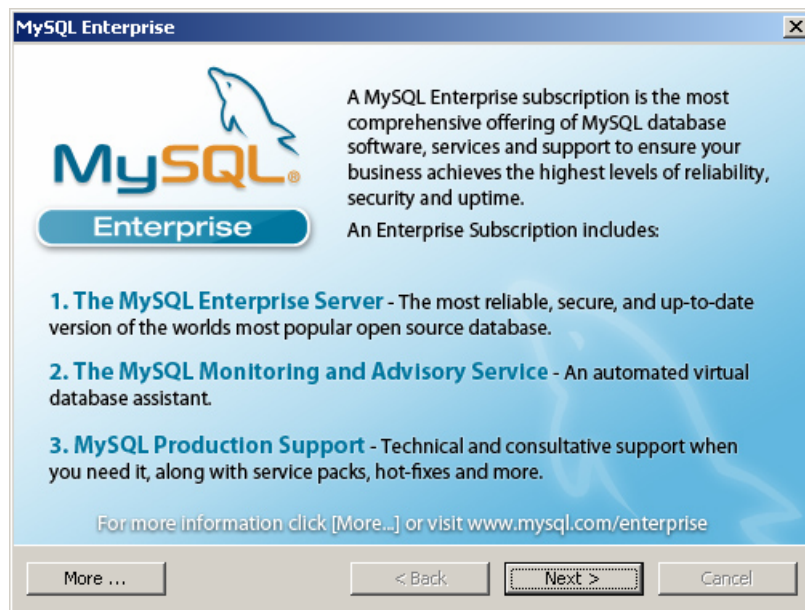 MySQL Enterprise
MySQL®
Enterprise
A MySQL Enterprise subscription is the most
comprehensive offering of MySQL database
software, services and support to ensure your
business achieves the highest levels of reliability,
security and uptime.
An Enterprise Subscription includes:
1. The MySQL Enterprise Server - The most reliable, secure, and up-to-date
version of the worlds most popular open source database.
2. The MySQL Monitoring and Advisory Service - An automated virtual
database assistant.
3. MySQL Production Support - Technical and consultative support when
you need it, along with service packs, hot-fixes and more.
For more information click [More...] or visit www.mysql.com/enterprise
More ...
< Back
Next >
Cancel